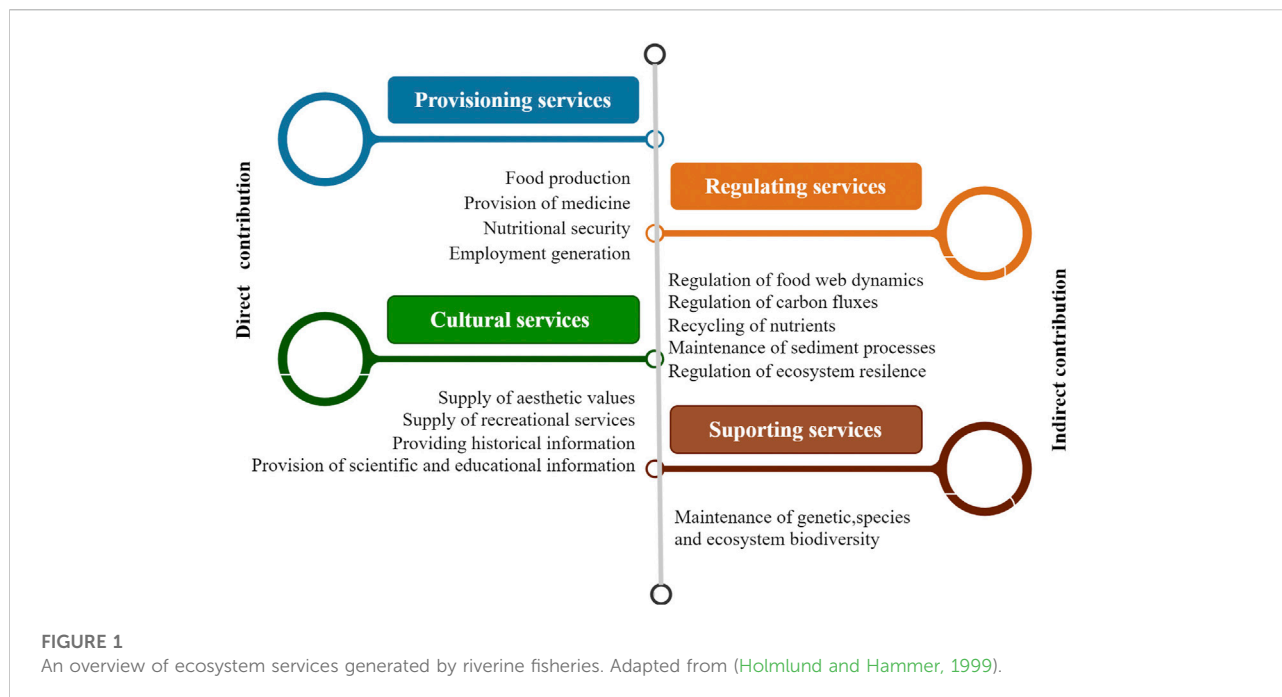 Direct contribution
Provisioning services
Food production
Provision of medicine
Nutritional security
Employment generation
Cultural services
Supply of aesthetic values
Supply of recreational services
Providing historical information
Provision of scientific and educational information
Regulating services
Regulation of food web dynamics
Regulation of carbon fluxes
Recycling of nutrients
Maintenance of sediment processes
Regulation of ecosystem resilence
Suporting services
Maintenance of genetic,species
and ecosystem biodiversity
Indirect contribution
FIGURE 1
An overview of ecosystem services generated by riverine fisheries. Adapted from (Holmlund and Hammer, 1999).